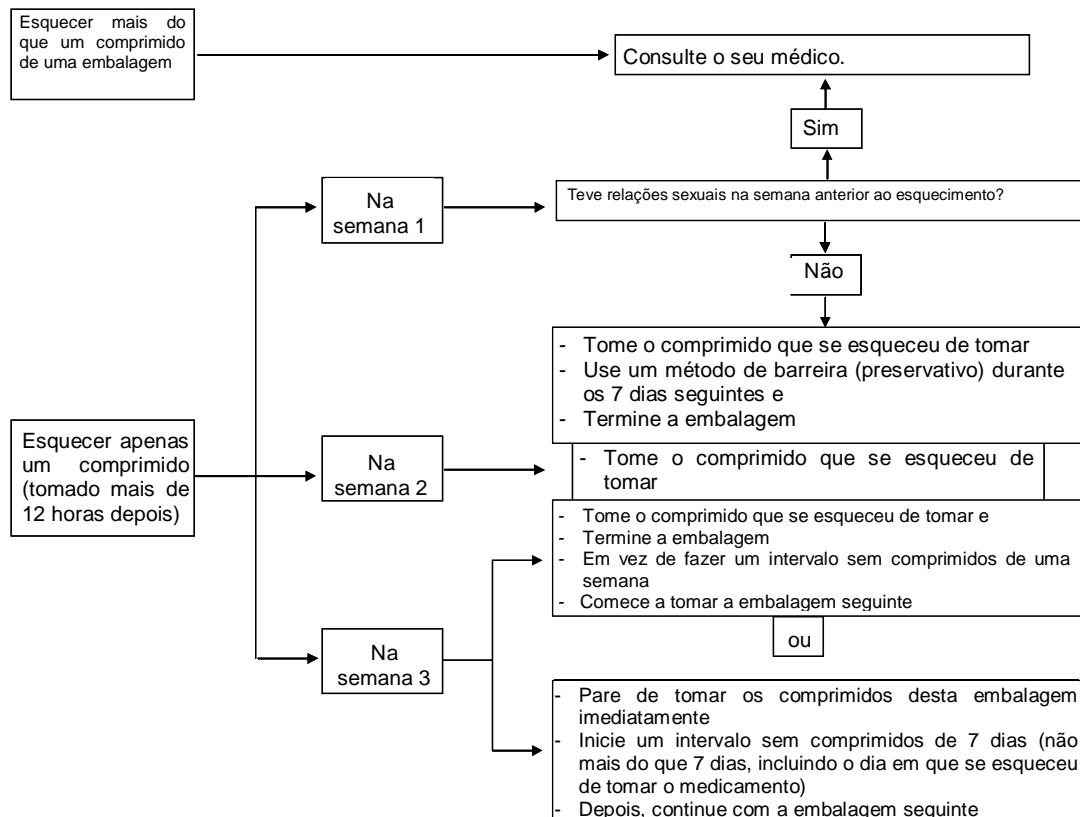 Esquecer mais do
que um comprimido
de uma embalagem
Consulte o seu médico.
Sim
Na
semana 1
Teve relações sexuais na semana anterior ao esquecimento?
Não
- Tome o comprimido que se esqueceu de tomar
- Use um método de barreira (preservativo) durante
os 7 dias seguintes e
- Termine a embalagem
Esquecer apenas
um comprimido
(tomado mais de
12 horas depois)
Na
semana 2
- Tome o comprimido que se esqueceu de
tomar
- Tome o comprimido que se esqueceu de tomar e
- Termine a embalagem
- Em vez de fazer um intervalo sem comprimidos de uma
semana
- Comece a tomar a embalagem seguinte
ou
Na
semana 3
- Pare de tomar os comprimidos desta embalagem
imediatamente
- Inicie um intervalo sem comprimidos de 7 dias (não
mais do que 7 dias, incluindo o dia em que se esqueceu
de tomar o medicamento)
- Depois, continue com a embalagem seguinte